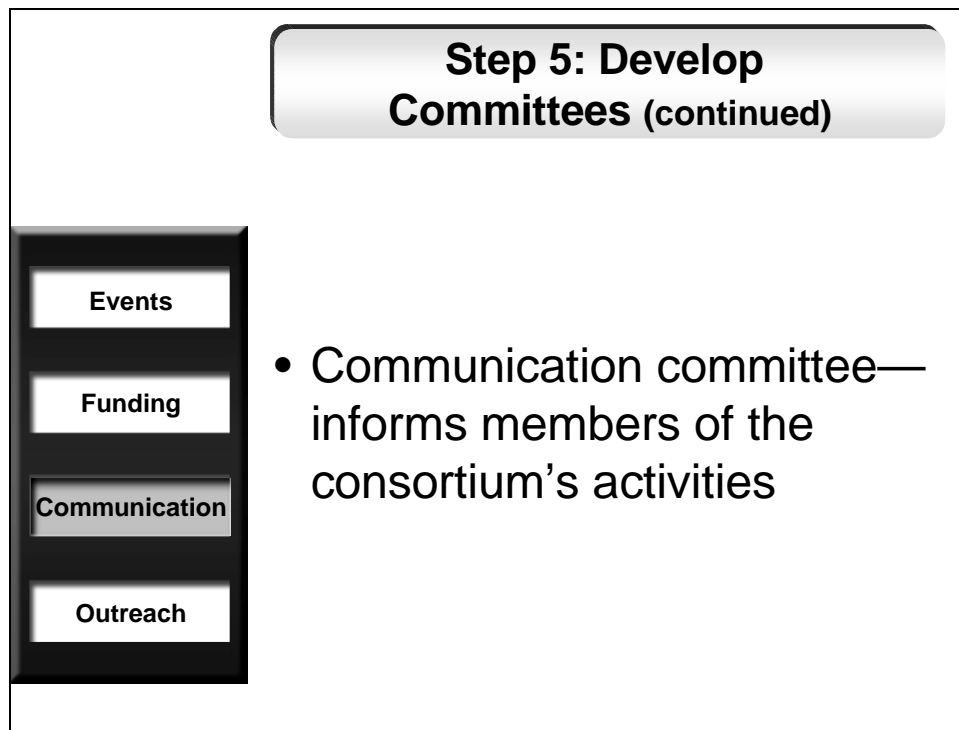 Step 5: Develop
Committees (continued)
Events
Funding
Communication
Outreach
• Communication committee—
informs members of the
consortium’s activities